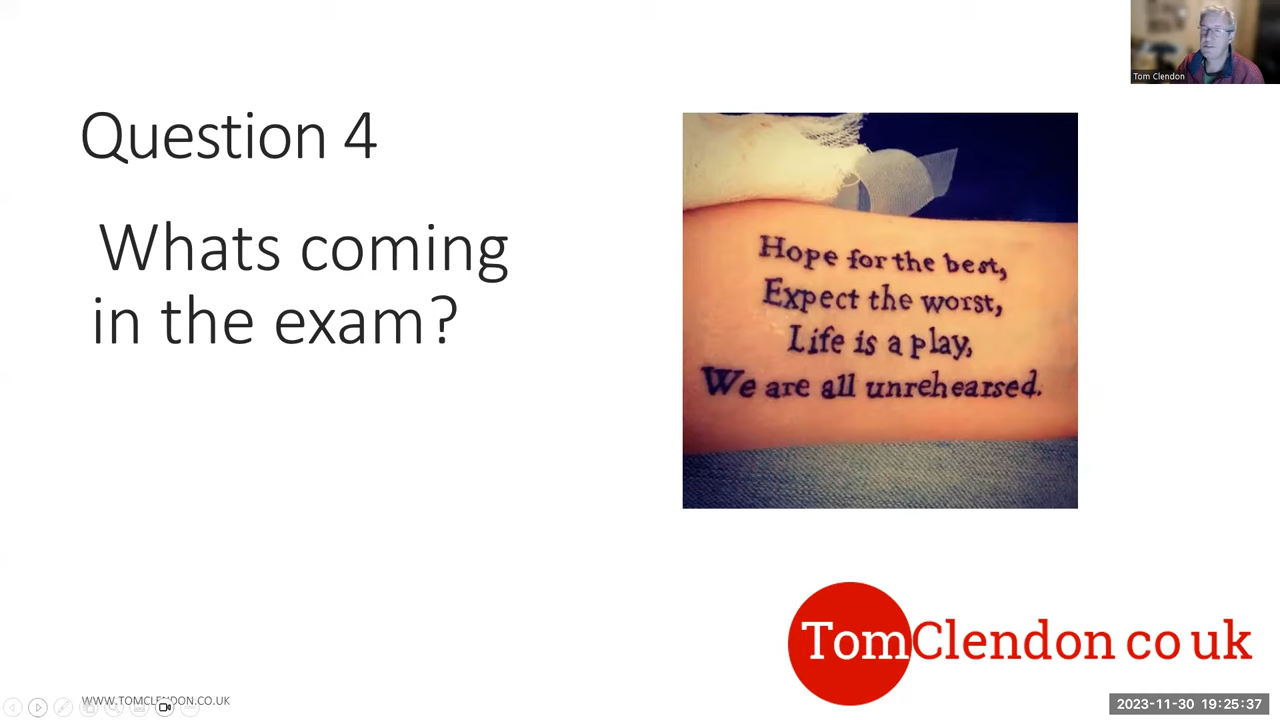 Tom Clendon
Question 4
Whats coming
in the exam?
Hope for the best,
Expect the worst,
Life is a play,
We are all unrehearsed.
TomClendon co uk
WWW.TOMCLENDON.CO.UK
2023-11-30 19:25:37